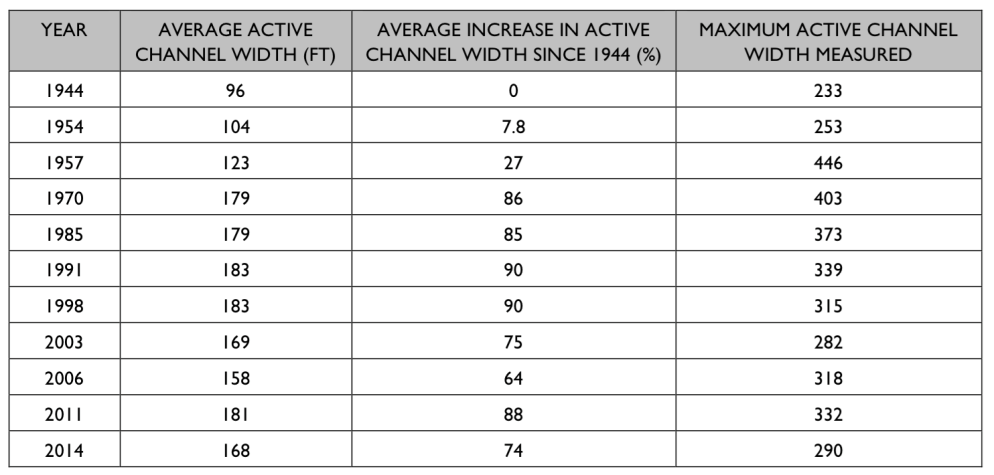 YEAR AVERAGE ACTIVE CHANNEL WIDTH (FT) AVERAGE INCREASE IN ACTIVE CHANNEL WIDTH SINCE 1944 (%) MAXIMUM ACTIVE CHANNEL WIDTH MEASURED
1944 96 0 233
1954 104 7.8 253
1957 123 27 446
1970 179 86 403
1985 179 85 373
1991 183 90 339
1998 183 90 315
2003 169 75 282
2006 158 64 318
2011 181 88 332
2014 168 74 290